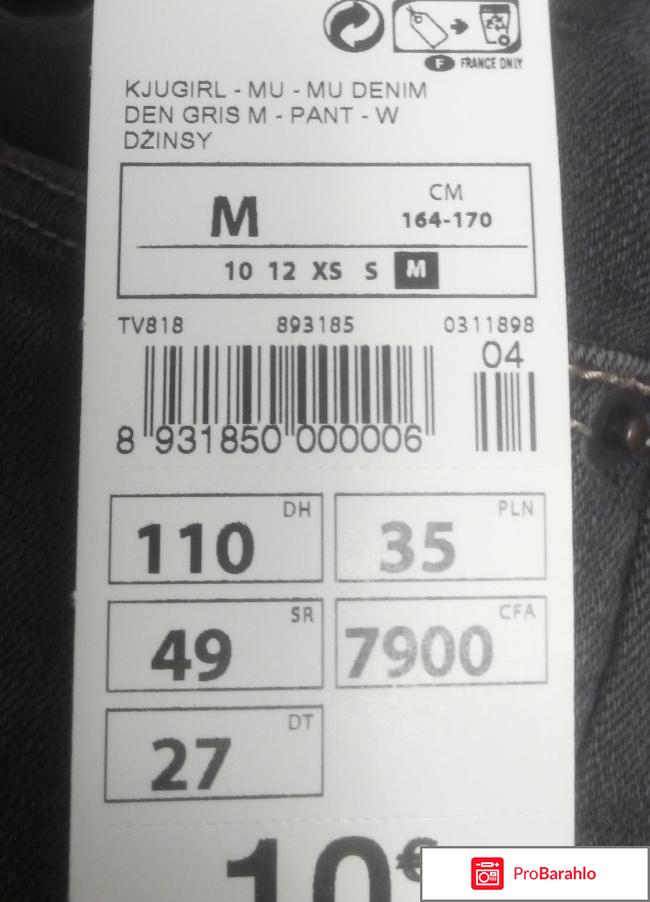 F FRANCE ONLY
KJUGIRL - MU - MU DENIM
DEN GRIS M - PANT - W
DŻINSY
M CM
164-170
10 12 XS S M
TV818 893185 0311898
04
8 931850 000006
DH PLN
110 35
SR CFA
49 7900
DT
27
10€
ProBarahlo